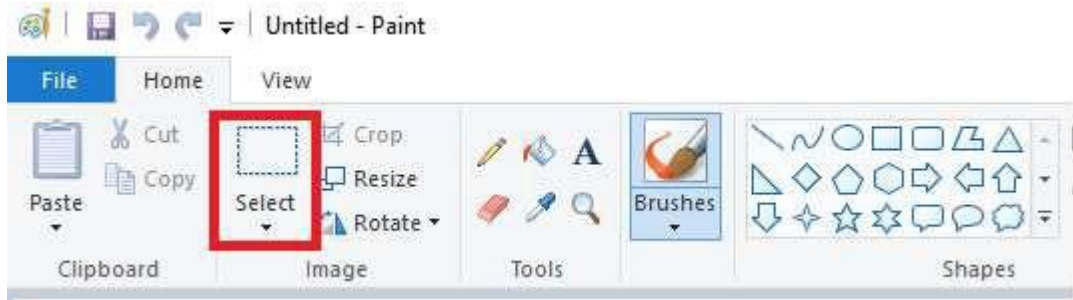 Untitled - Paint
File Home View
Cut
Copy
Paste
Crop
Resize
Rotate
Select
A
Brushes
Clipboard Image Tools Shapes